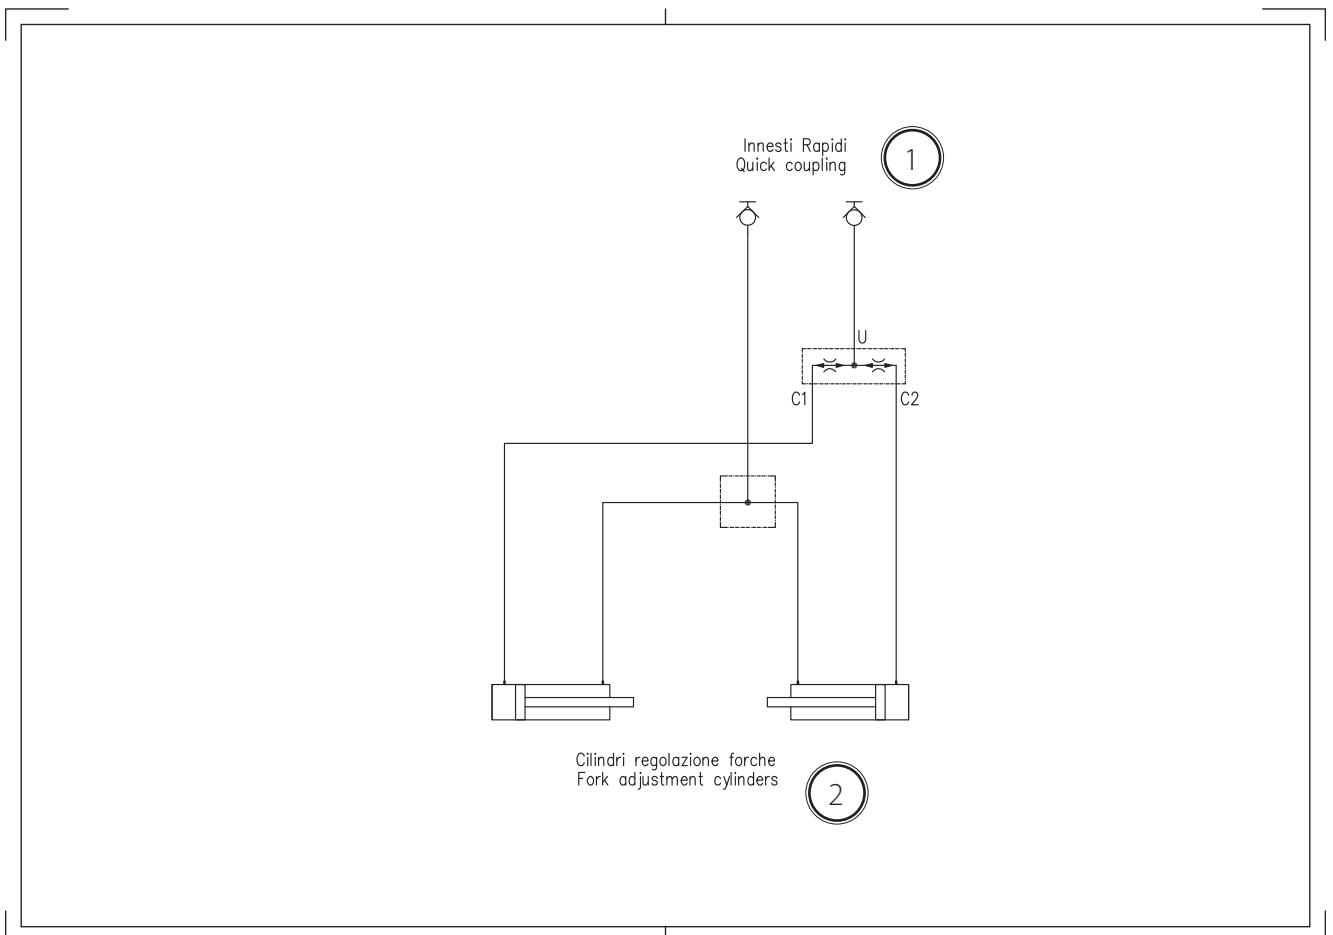 Innesti Rapidi
Quick coupling
1
U
C1
C2
Cilindri regolazione forche
Fork adjustment cylinders
2